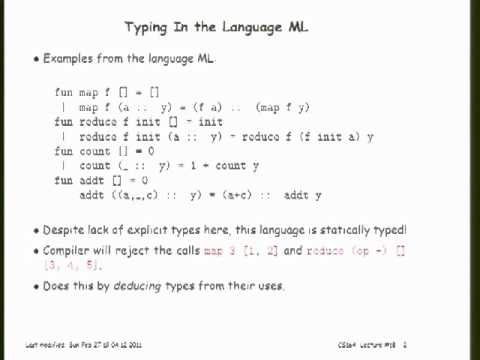 Typing In the Language ML
• Examples from the language ML
fun map f [] = []
| map f (a :: y) = (f a) :: (map f y)
fun reduce f init [] = init
| reduce f init (a :: y) = reduce f (f init a) y
fun count [] = 0
| count (_ :: y) = 1 + count y
fun addt [] = 0
addt ((a,_,c) :: y) = (a+c) :: addt y
• Despite lack of explicit types here, this language is statically typed!
• Compiler will reject the calls map 3 [1, 2] and reduce (op +) []
[3, 4, 5].
• Does this by deducing types from their uses.
Last modified: Sun Feb 27 18:04:12 2011
CS164: Lecture #18 2